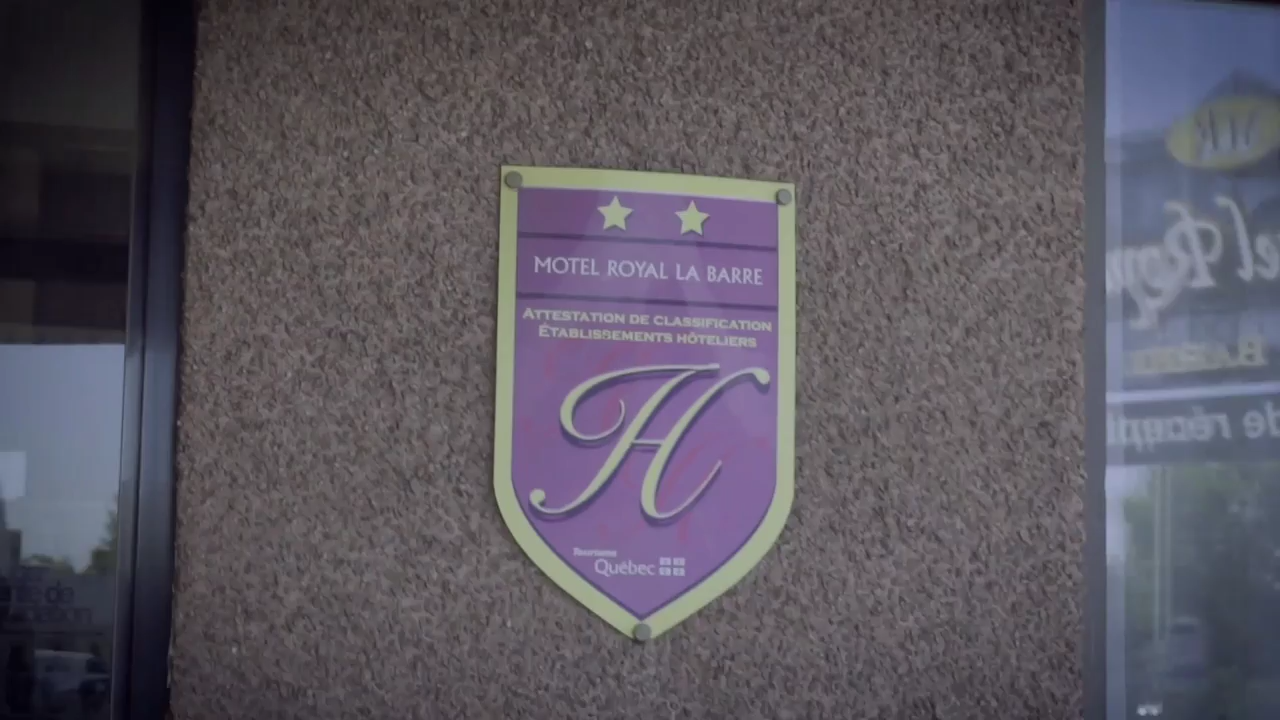 MOTEL ROYAL LA BARRE
ATTESTATION DE CLASSIFICATION
ÉTABLISSEMENTS HÔTELIERS
H
Tourisme
Québec